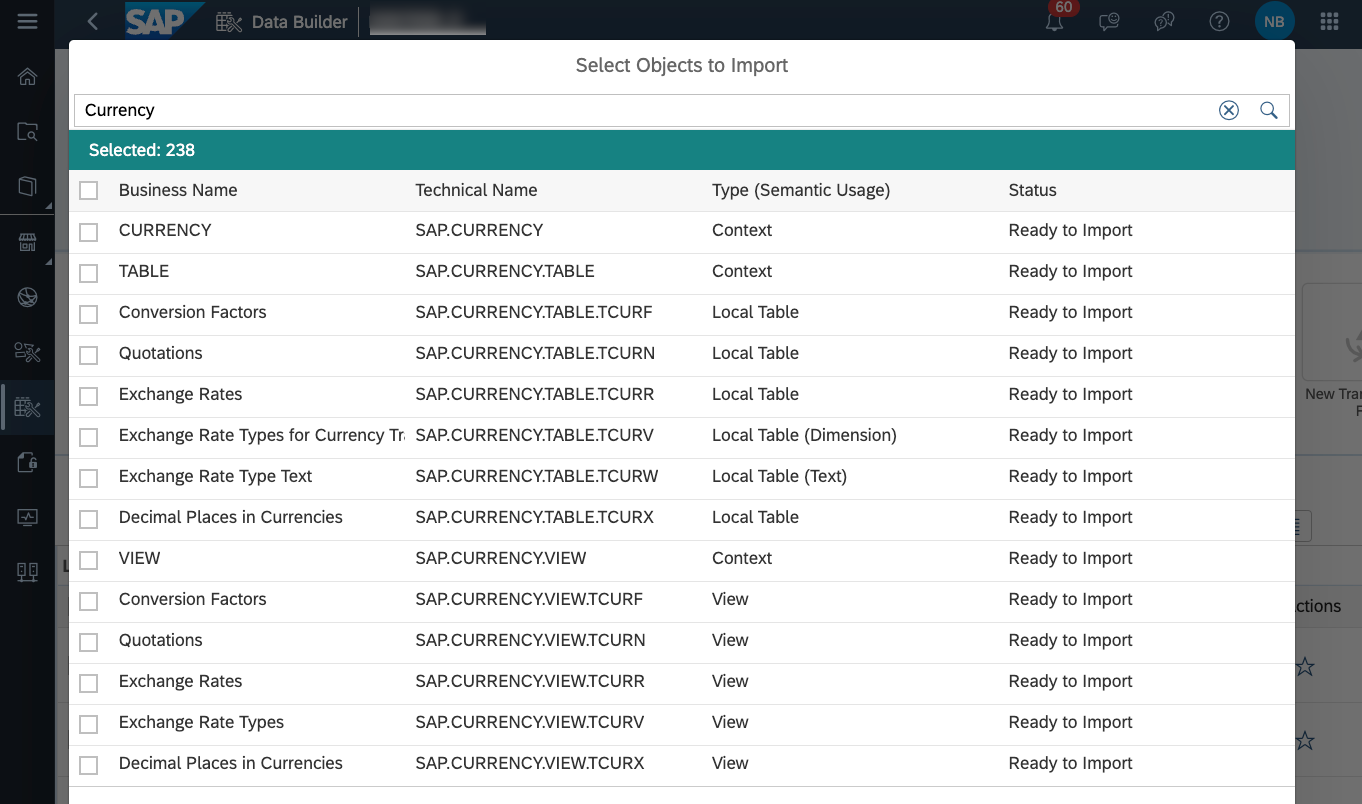 SAP Data Builder 60 NB
Select Objects to Import
Currency
Selected: 238
Business Name Technical Name Type (Semantic Usage) Status
CURRENCY SAP.CURRENCY Context Ready to Import
TABLE SAP.CURRENCY.TABLE Context Ready to Import
Conversion Factors SAP.CURRENCY.TABLE.TCURF Local Table Ready to Import
Quotations SAP.CURRENCY.TABLE.TCURN Local Table Ready to Import
Exchange Rates SAP.CURRENCY.TABLE.TCURR Local Table Ready to Import
Exchange Rate Types for Currency Tr SAP.CURRENCY.TABLE.TCURV Local Table (Dimension) Ready to Import
Exchange Rate Type Text SAP.CURRENCY.TABLE.TCURW Local Table (Text) Ready to Import
Decimal Places in Currencies SAP.CURRENCY.TABLE.TCURX Local Table Ready to Import
VIEW SAP.CURRENCY.VIEW Context Ready to Import
Conversion Factors SAP.CURRENCY.VIEW.TCURF View Ready to Import
Quotations SAP.CURRENCY.VIEW.TCURN View Ready to Import
Exchange Rates SAP.CURRENCY.VIEW.TCURR View Ready to Import
Exchange Rate Types SAP.CURRENCY.VIEW.TCURV View Ready to Import
Decimal Places in Currencies SAP.CURRENCY.VIEW.TCURX View Ready to Import
New Tra
ctions